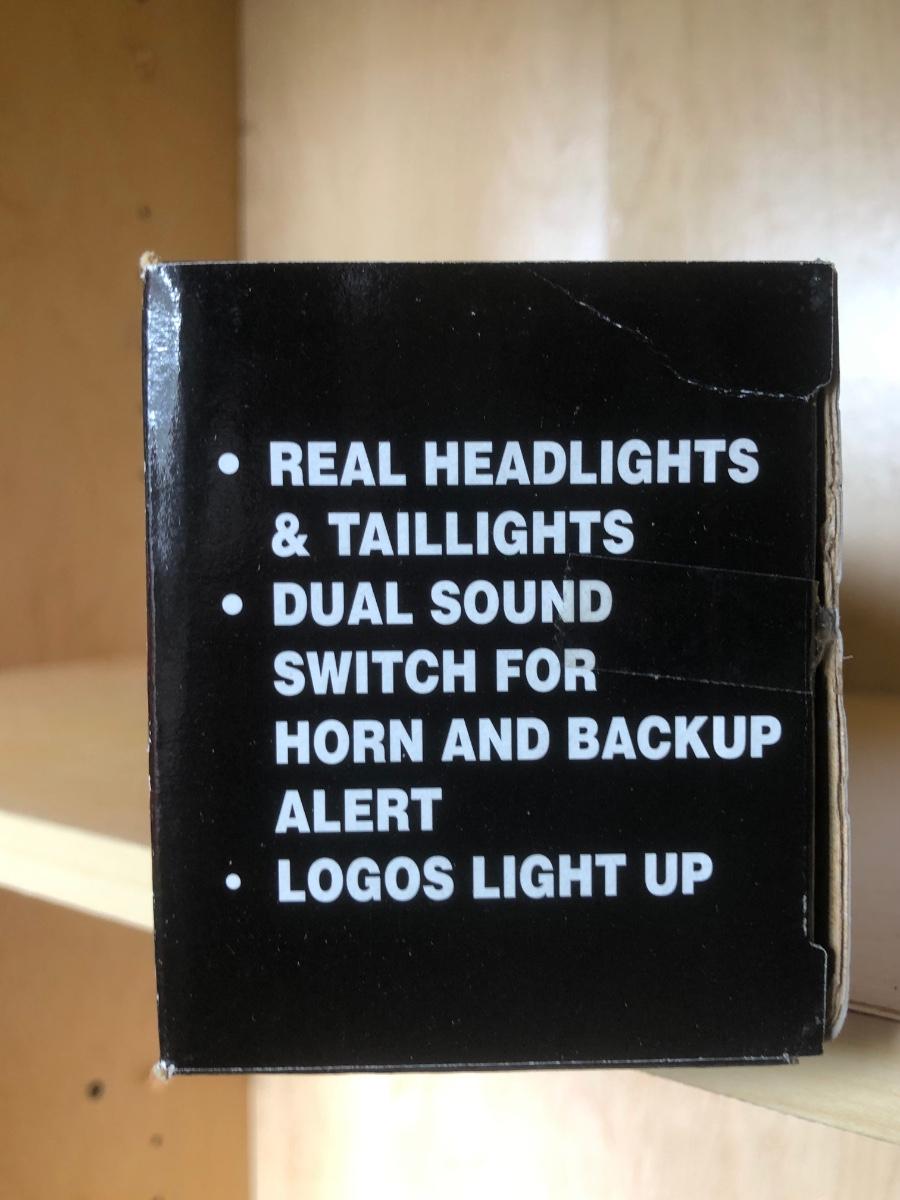 • REAL HEADLIGHTS
& TAILLIGHTS
• DUAL SOUND
SWITCH FOR
HORN AND BACKUP
ALERT
• LOGOS LIGHT UP